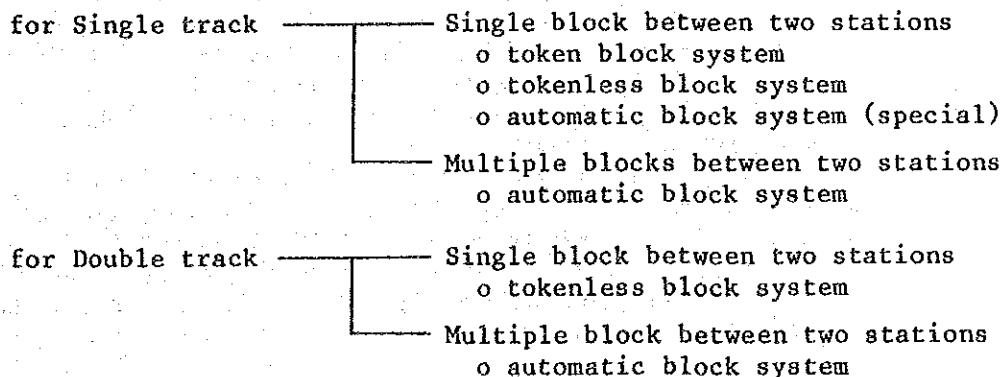 for Single track Single block between two stations
o token block system
o tokenless block system
o automatic block system (special)
Multiple blocks between two stations
o automatic block system
for Double track Single block between two stations
o tokenless block system
Multiple block between two stations
o automatic block system